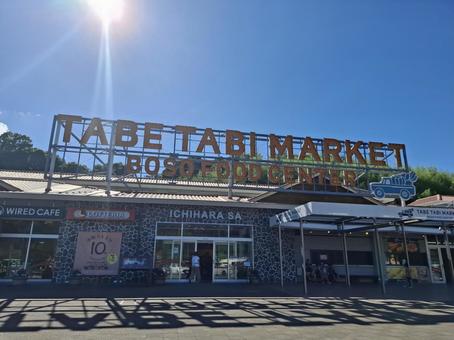 TABE TABI MARKET
BOSO FOOD CENTER
WIRED CAFE
ICHIHARA SA
10